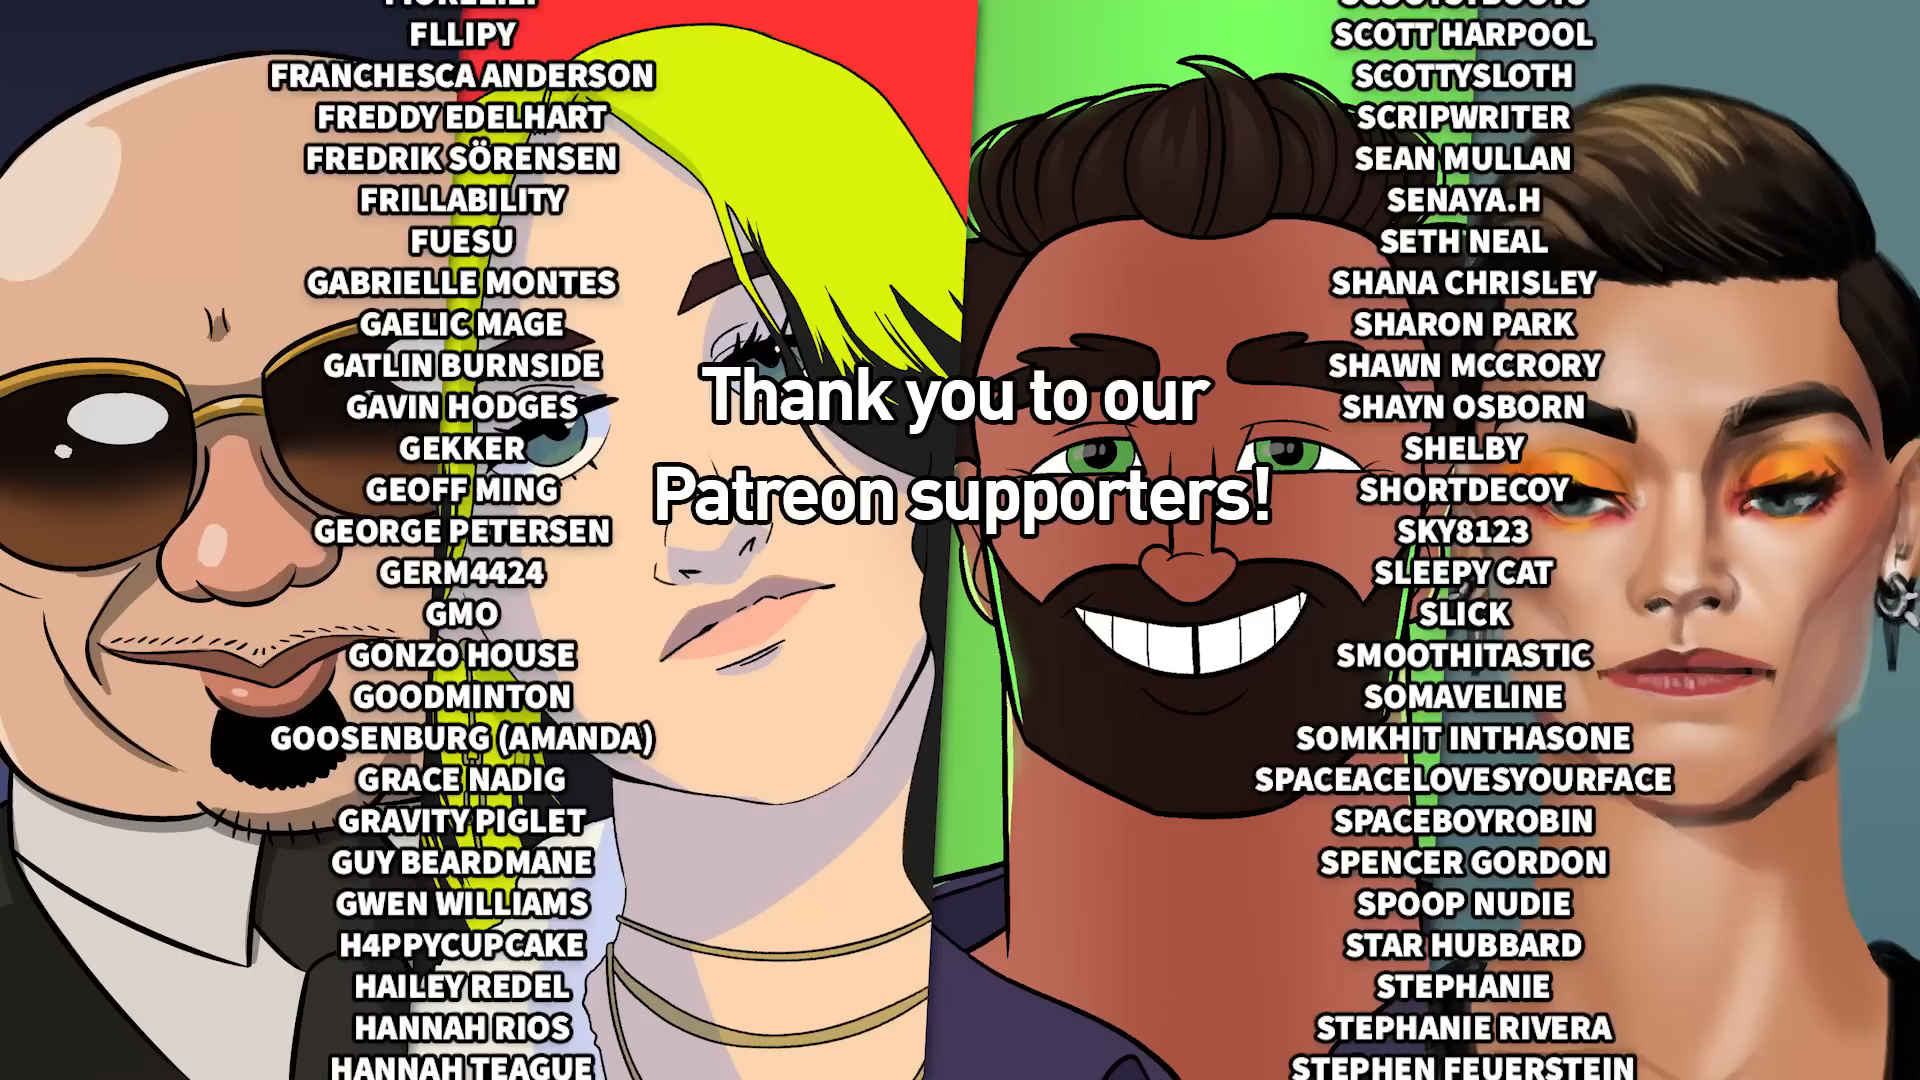 FLLIPY
FRANCHESCA ANDERSON
FREDDY EDELHART
FREDRIK SÖRENSEN
FRILLABILITY
FUESU
GABRIELLE MONTES
GAELIC MAGE
GATLIN BURNSIDE
GAVIN HODGES
GEKKER
GEOFF MING
GEORGE PETERSEN
GERM4424
GMO
GONZO HOUSE
GOODMINTON
GOOSENBURG (AMANDA)
GRACE NADIG
GRAVITY PIGLET
GUY BEARDMANE
GWEN WILLIAMS
H4PPYCUPCAKE
HAILEY REDEL
HANNAH RIOS
HANNAH TEAGUE
Thank you to our
Patreon supporters!
SCOTT HARPOOL
SCOTTYSLOTH
SCRIPWRITER
SEAN MULLAN
SENAYA.H
SETH NEAL
SHANA CHRISLEY
SHARON PARK
SHAWN MCCRORY
SHAYN OSBORN
SHELBY
SHORTDECOY
SKY8123
SLEEPY CAT
SLICK
SMOOTHITASTIC
SOMAVELINE
SOMKHIT INTHASONE
SPACEACELOVESYOURFACE
SPACEBOYROBIN
SPENCER GORDON
SPOOP NUDIE
STAR HUBBARD
STEPHANIE
STEPHANIE RIVERA
STEPHEN FEUERSTEIN